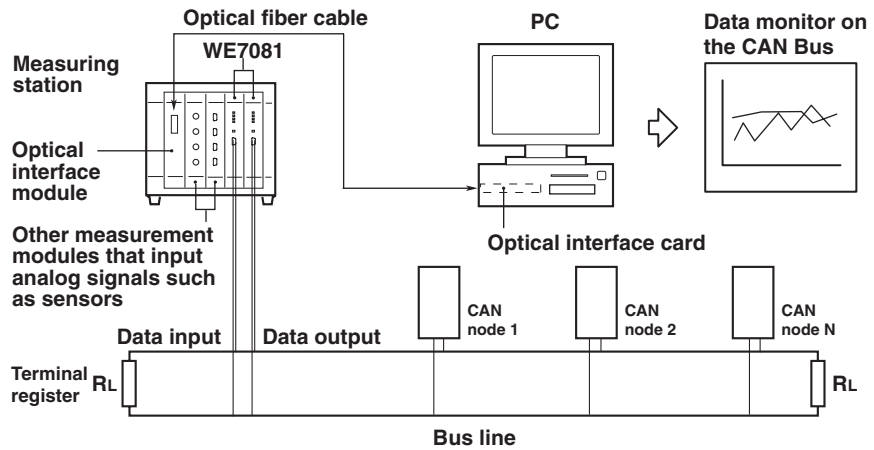 Optical fiber cable
PC
Data monitor on
the CAN Bus
WE7081
Measuring
station
Optical
interface
module
Other measurement
modules that input
analog signals such
as sensors
Optical interface card
CAN
node 1
CAN
node 2
CAN
node N
Data input
Data output
Terminal
register
RL
RL
Bus line